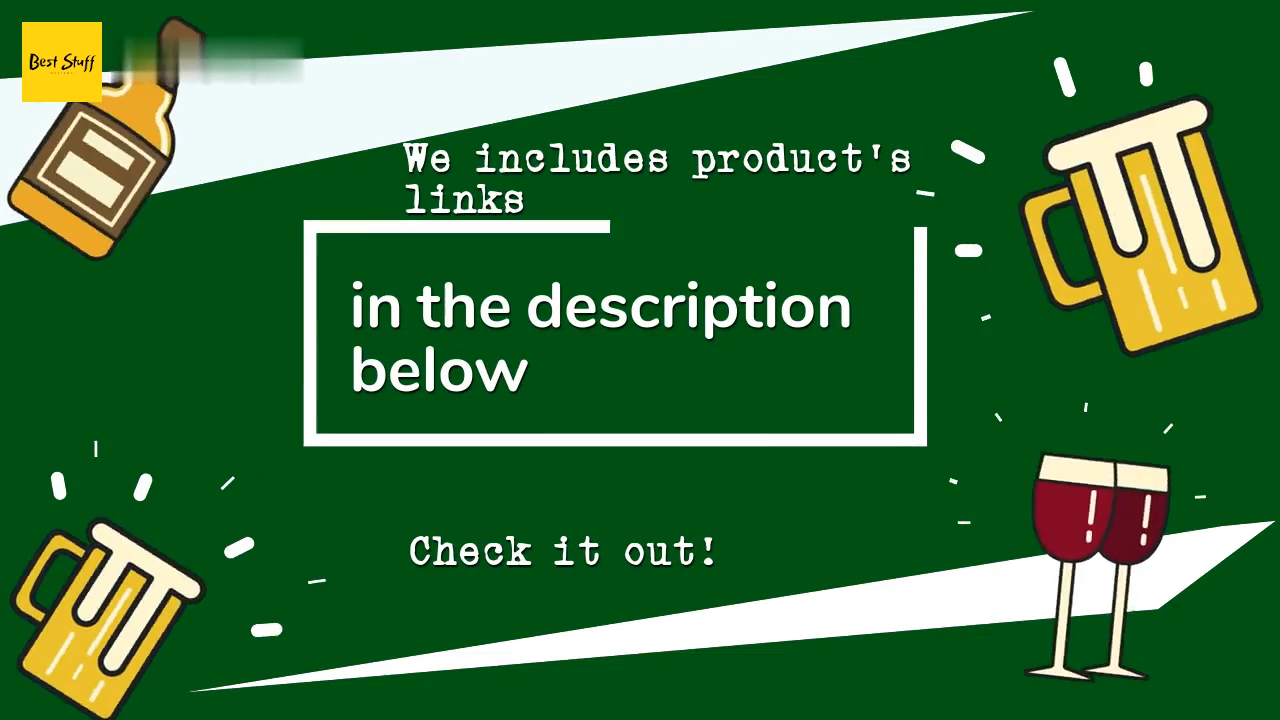 Best Stuff
We includes product's
links
in the description
below
Check it out!